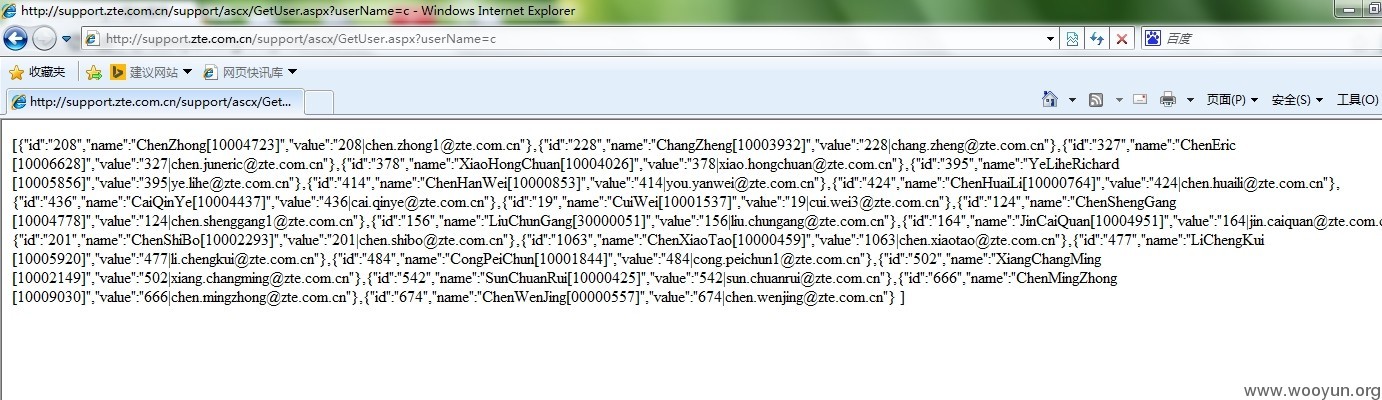 http://support.zte.com.cn/support/ascx/GetUser.aspx?userName=c - Windows Internet Explorer
http://support.zte.com.cn/support/ascx/GetUser.aspx?userName=c
百度
收藏夹
建议网站
网页快讯库
http://support.zte.com.cn/support/ascx/Get...
页面(P)
安全(S)
工具(O)
[{"id":"208","name":"ChenZhong[10004723]","value":"208|chen.zhong1@zte.com.cn"},{"id":"228","name":"ChangZheng[10003932]","value":"228|chang.zheng@zte.com.cn"},{"id":"327","name":"ChenEric
[10006628]","value":"327|chen.juneric@zte.com.cn"},{"id":"378","name":"XiaoHongChuan[10004026]","value":"378|xiao.hongchuan@zte.com.cn"},{"id":"395","name":"YeLiheRichard
[10005856]","value":"395|ye.lihe@zte.com.cn"},{"id":"414","name":"ChenHanWei[10000853]","value":"414|you.yanwei@zte.com.cn"},{"id":"424","name":"ChenHuaiLi[10000764]","value":"424|chen.huaili@zte.com.cn"},
{"id":"436","name":"CaiQinYe[10004437]","value":"436|cai.qinye@zte.com.cn"},{"id":"19","name":"CuiWei[10001537]","value":"19|cui.wei3@zte.com.cn"},{"id":"124","name":"ChenShengGang
[10004778]","value":"124|chen.shenggang1@zte.com.cn"},{"id":"156","name":"LiuChunGang[30000051]","value":"156|liu.chungang@zte.com.cn"},{"id":"164","name":"JinCaiQuan[10004951]","value":"164|jin.caiquan@zte.com.c
{"id":"201","name":"ChenShiBo[10002293]","value":"201|chen.shibo@zte.com.cn"},{"id":"1063","name":"ChenXiaoTao[10000459]","value":"1063|chen.xiaotao@zte.com.cn"},{"id":"477","name":"LiChengKui
[10005920]","value":"477|li.chengkui@zte.com.cn"},{"id":"484","name":"CongPeiChun[10001844]","value":"484|cong.peichun1@zte.com.cn"},{"id":"502","name":"XiangChangMing
[10002149]","value":"502|xiang.changming@zte.com.cn"},{"id":"542","name":"SunChuanRui[10000425]","value":"542|sun.chuanrui@zte.com.cn"},{"id":"666","name":"ChenMingZhong
[10009030]","value":"666|chen.mingzhong@zte.com.cn"},{"id":"674","name":"ChenWenJing[00000557]","value":"674|chen.wenjing@zte.com.cn"} ]
www.wooyun.org